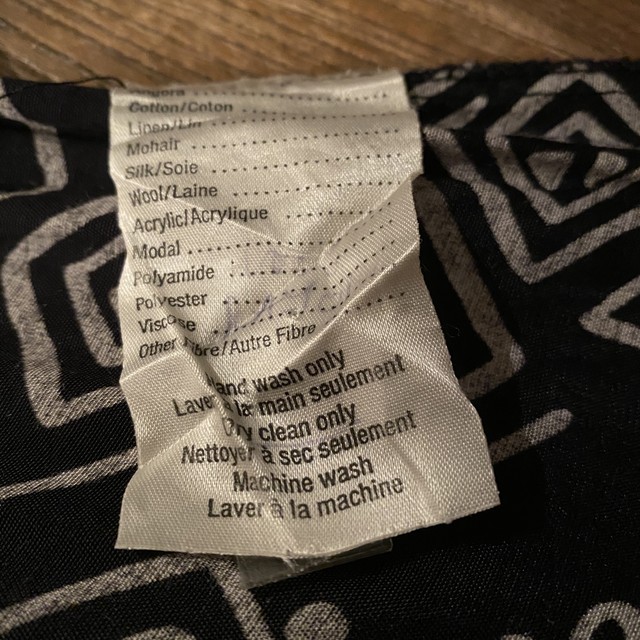 Cotton/Coton ..............
Linen/Lin ..............
Mohair ..............
Silk/Soie ..............
Wool/Laine ..............
Acrylic/Acrylique ..............
Modal ..............
Polyamide ..............
Polyester ..............
Viscose ..............
Other Fibre/Autre Fibre
Hand wash only
Laver à la main seulement
Dry clean only
Nettoyer à sec seulement
Machine wash
Laver à la machine